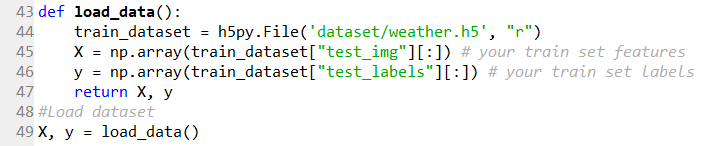 43 def load_data():
44     train_dataset = h5py.File('dataset/weather.h5', "r")
45     X = np.array(train_dataset["test_img"][:]) # your train set features
46     y = np.array(train_dataset["test_labels"][:]) # your train set labels
47     return X, y
48 #Load dataset
49 X, y = load_data()